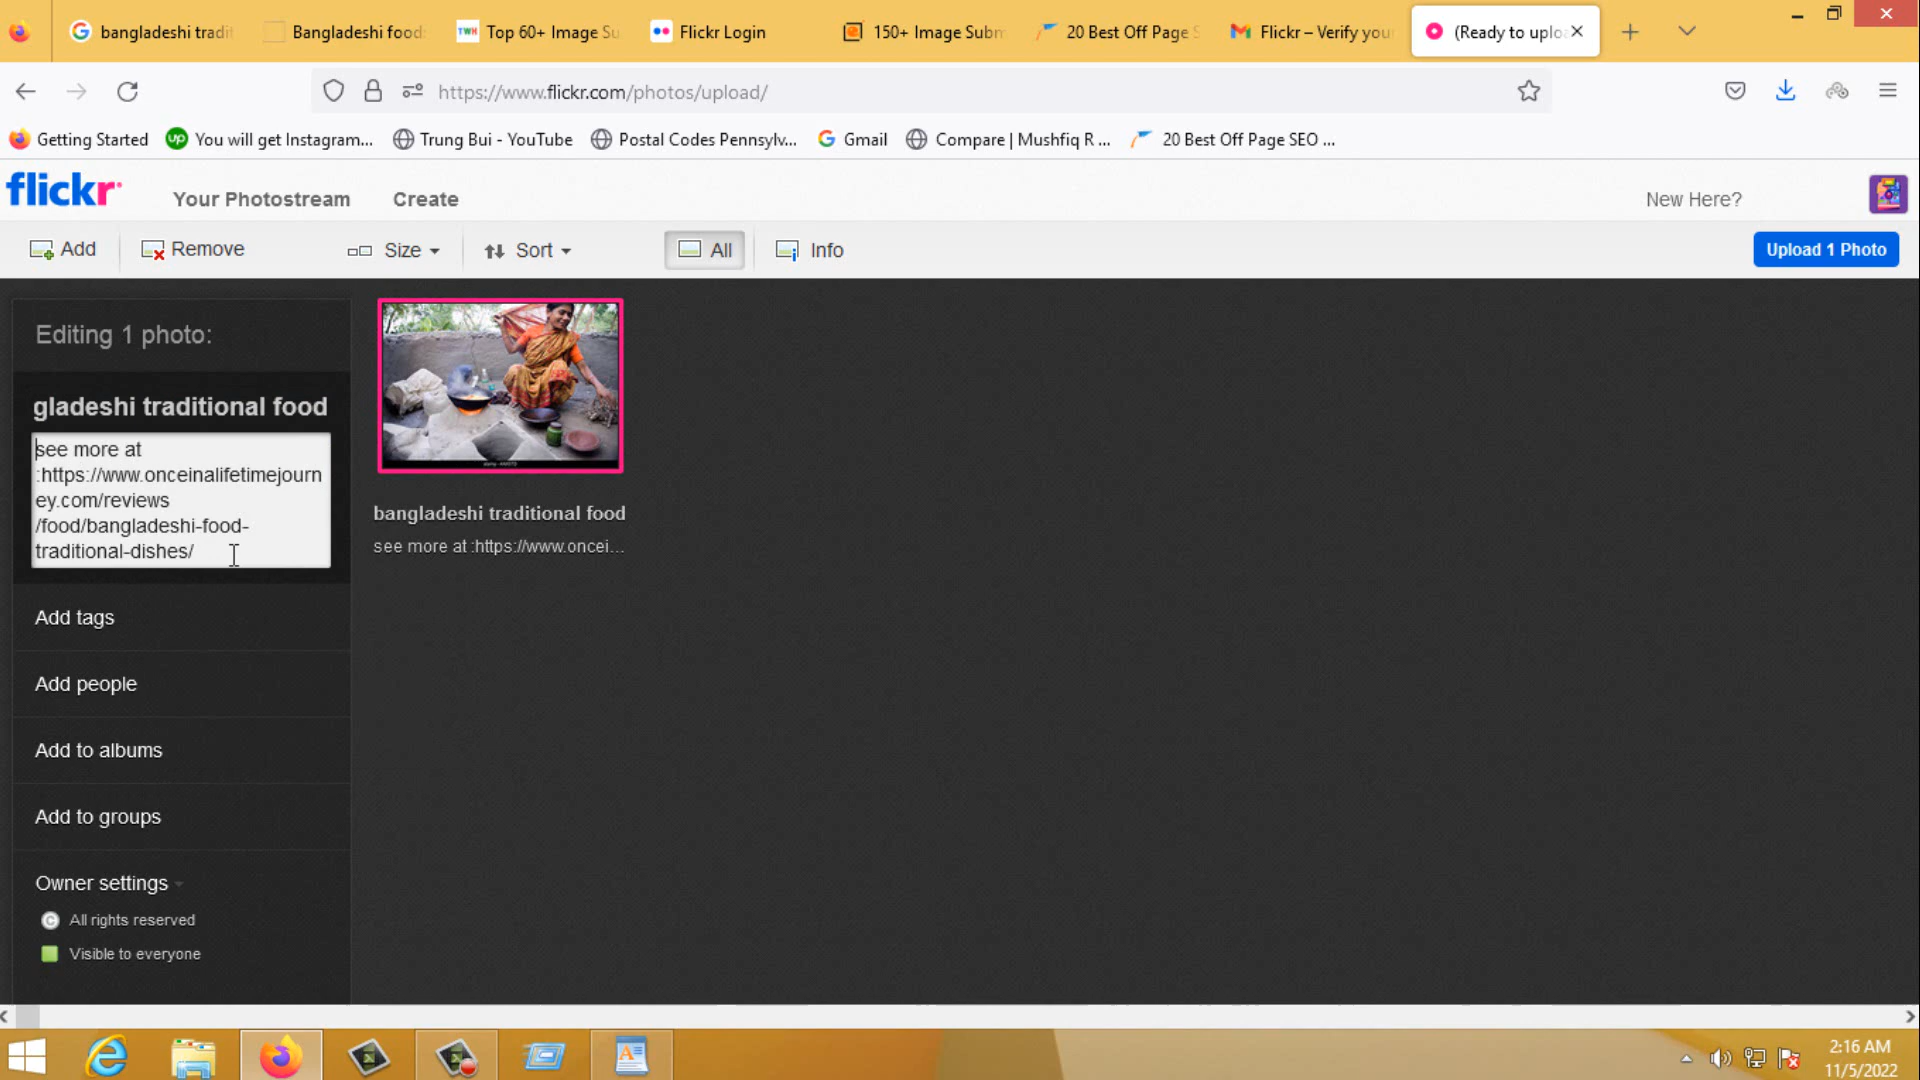 bangladeshi tradit
Bangladeshi food
TWH
Top 60+ Image Su
Flickr Login
150+ Image Subm
20 Best Off Page S
Flickr – Verify your
(Ready to uploa
https://www.flickr.com/photos/upload/
Getting Started
up
You will get Instagram...
Trung Bui - YouTube
Postal Codes Pennsylv...
Gmail
Compare | Mushfiq R ...
20 Best Off Page SEO ...
flickr
Your Photostream
Create
New Here?
Add
Remove
Size
Sort
All
Info
Upload 1 Photo
Editing 1 photo:
gladeshi traditional food
see more at
:https://www.onceinalifetimejourn
ey.com/reviews
/food/bangladeshi-food-
traditional-dishes/
bangladeshi traditional food
see more at :https://www.oncei...
Add tags
Add people
Add to albums
Add to groups
Owner settings
All rights reserved
Visible to everyone
2:16 AM
11/5/2022